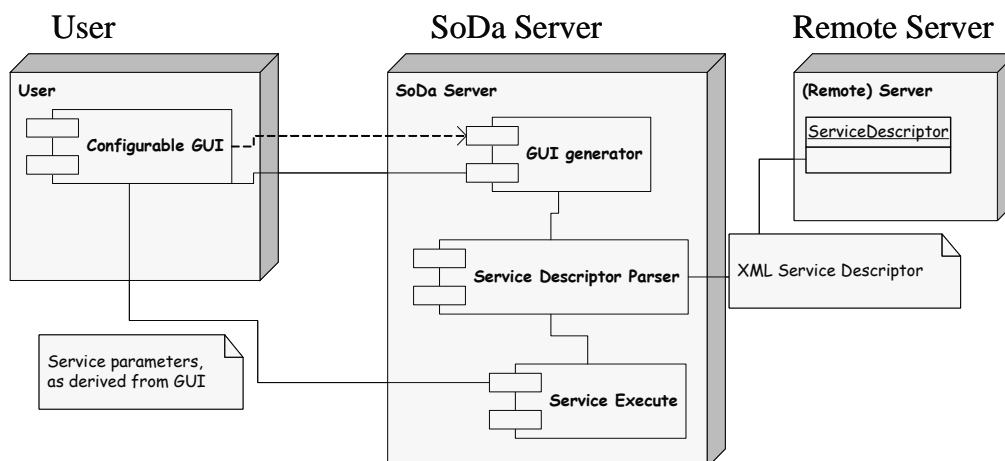 User
SoDa Server
Remote Server
User
SoDa Server
(Remote) Server
Configurable GUI
GUI generator
ServiceDescriptor
Service Descriptor Parser
XML Service Descriptor
Service parameters,
as derived from GUI
Service Execute